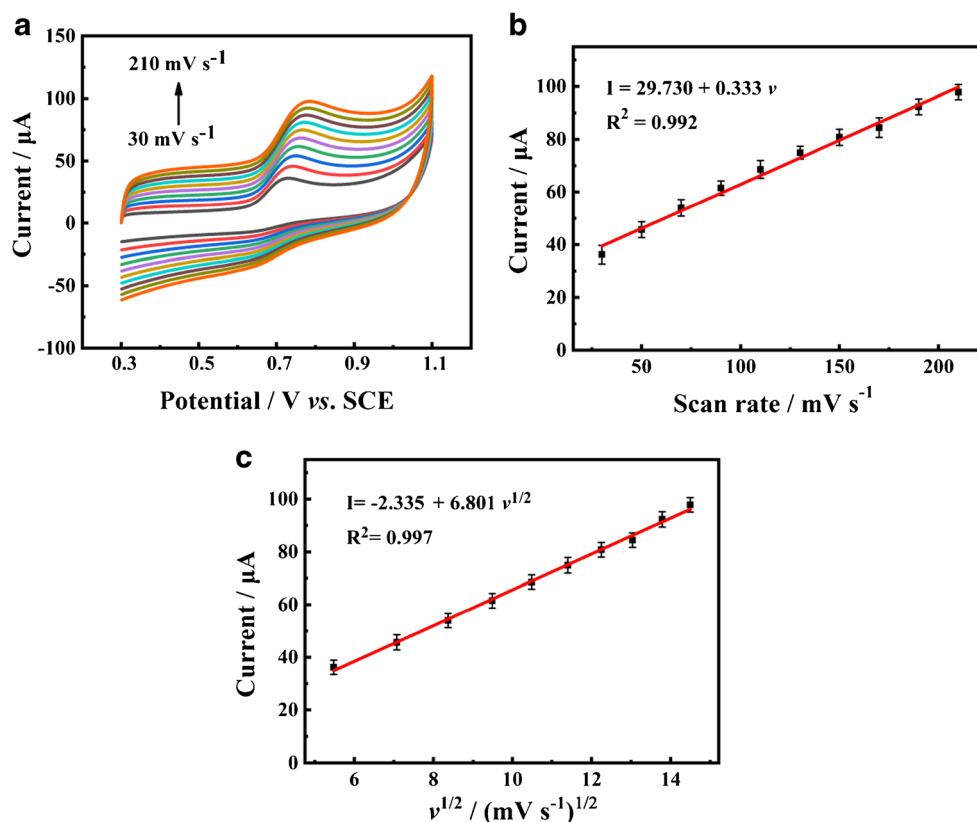 a
150
100
50
0
-50
-100
0.3 0.5 0.7 0.9 1.1
Current / µA
Potential / V vs. SCE
210 mV s⁻¹
30 mV s⁻¹
b
120
100
80
60
40
20
0
50 100 150 200
Current / µA
Scan rate / mV s⁻¹
I = 29.730 + 0.333 v
R² = 0.992
c
100
80
60
40
20
0
6 8 10 12 14
Current / µA
v¹/² / (mV s⁻¹)¹/²
I= -2.335 + 6.801 v¹/²
R²= 0.997